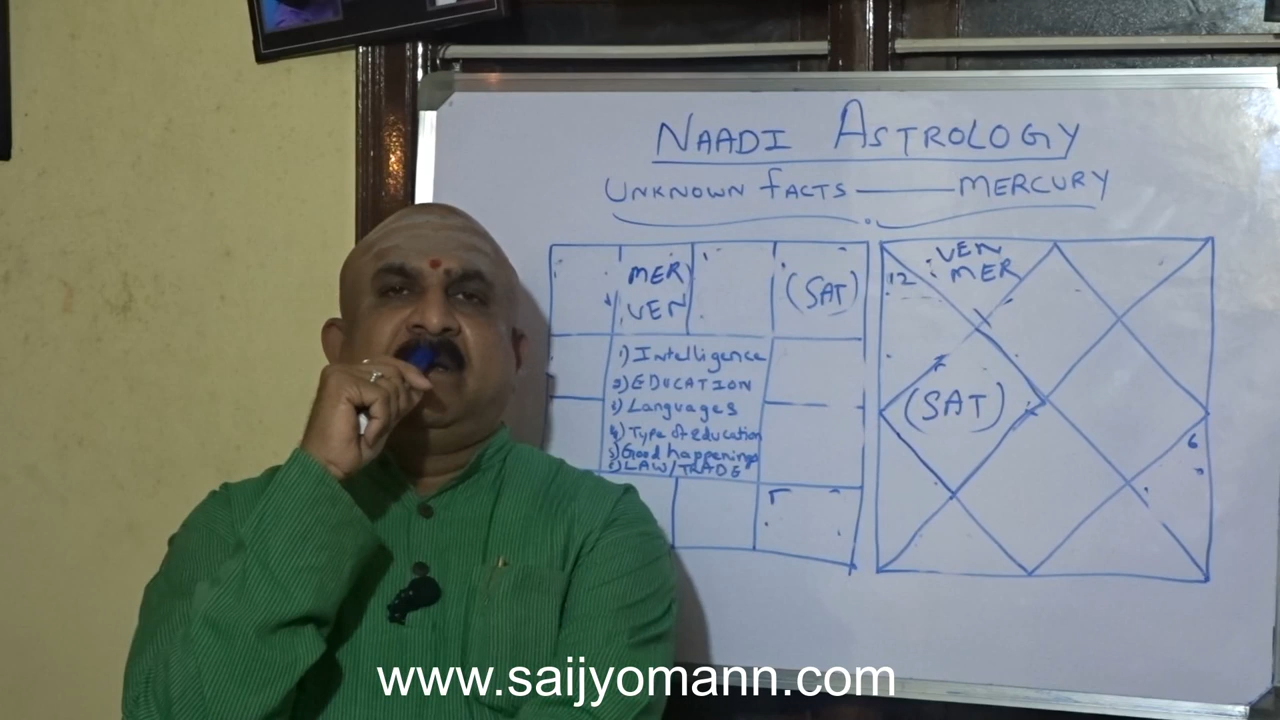 NAADI ASTROLOGY
UNKNOWN FACTS —— MERCURY
MER
VEN
(SAT)
1) Intelligence
2) EDUCATION
3) Languages
4) Type of education
5) Good happenings
6) LAW/TRADE
VEN
MER
12
(SAT)
6
www.saijyomann.com